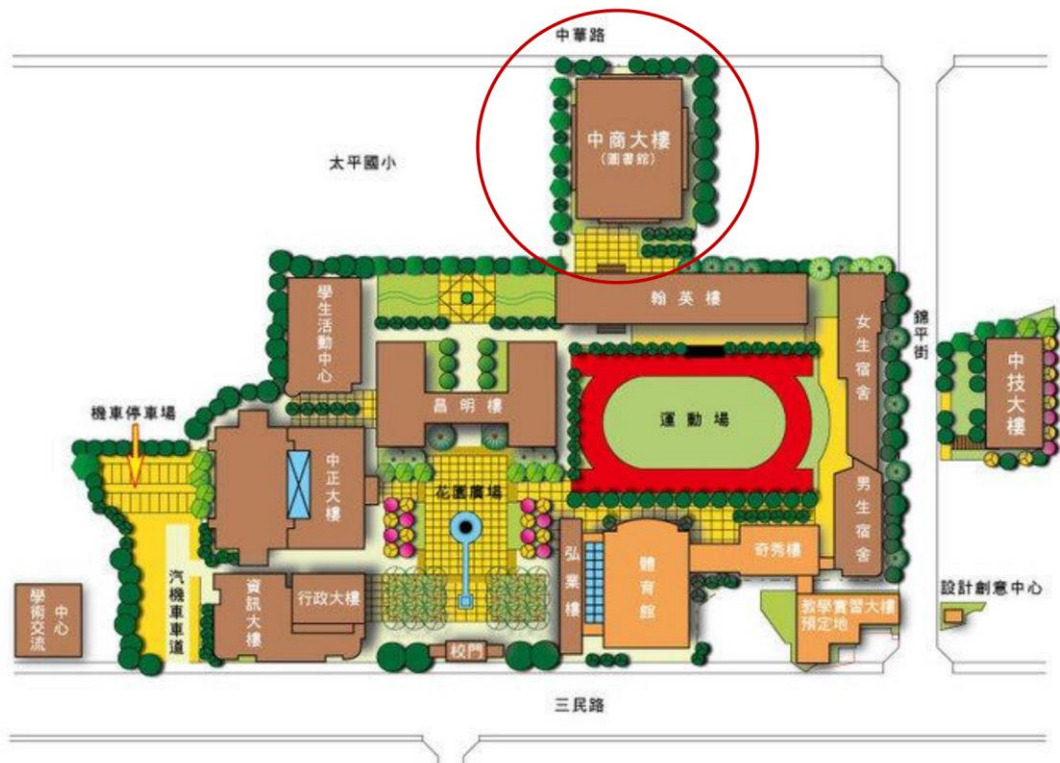 中華路
中商大樓
(圖書館)
太平國小
翰英樓
學生活動中心
女生宿舍
錦平街
中技大樓
昌明樓
運動場
機車停車場
中正大樓
花園廣場
男生宿舍
弘業樓
體育館
奇秀樓
汽機車車道
資訊大樓
行政大樓
學術交流
中心
設計創意中心
教學實習大樓
預定地
校門
三民路